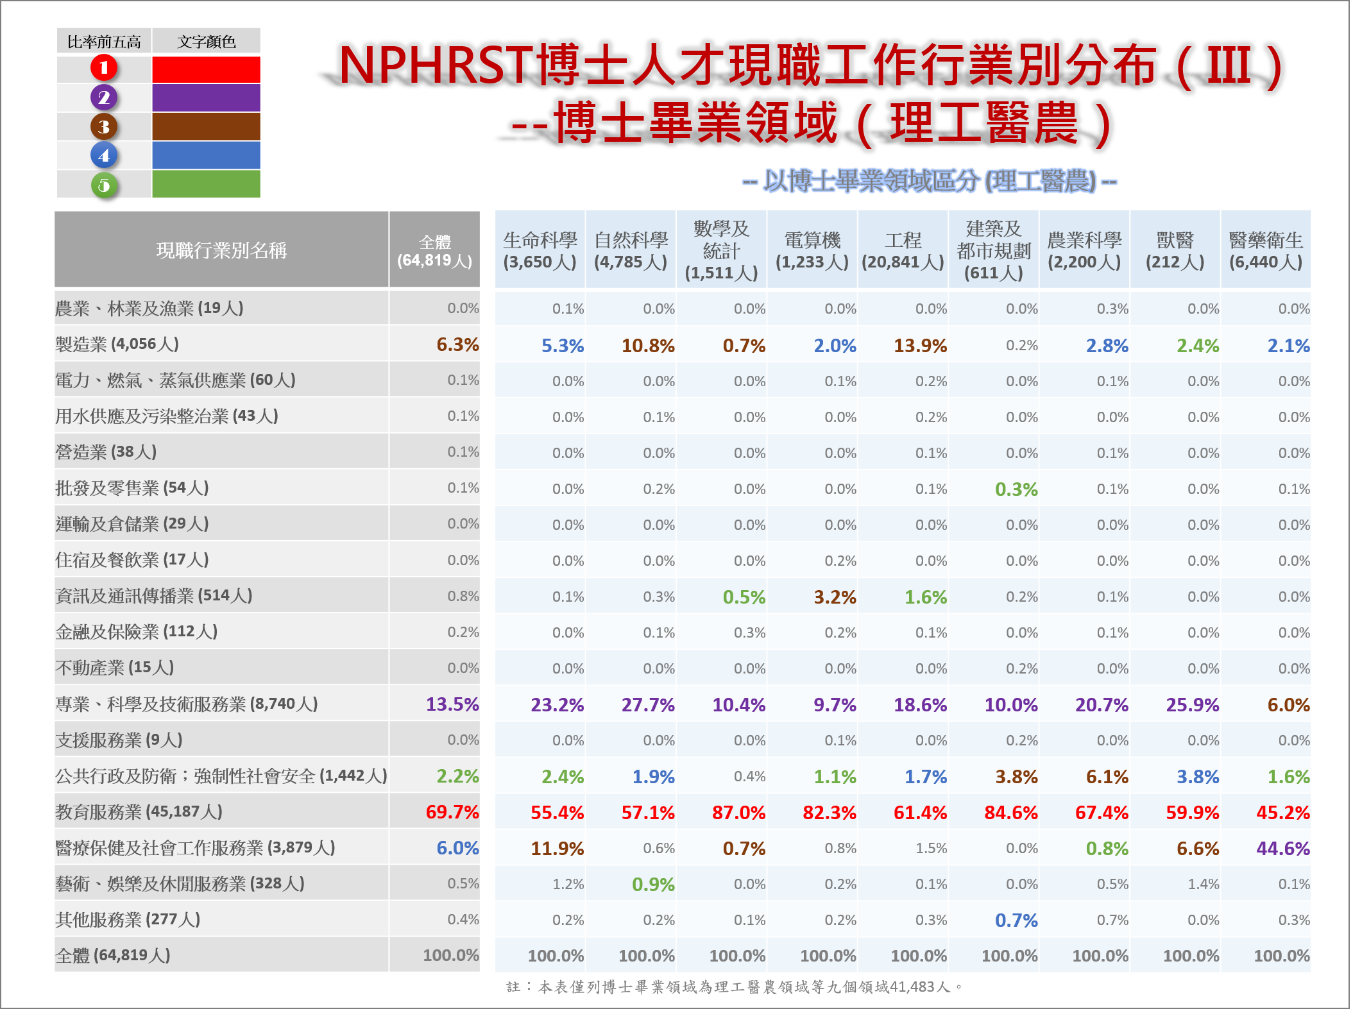 比率前五高 文字顏色
1
2
3
4
5
NPHRST博士人才現職工作行業別分布（Ⅲ）
--博士畢業領域（理工醫農）
-- 以博士畢業領域區分 (理工醫農) --
現職行業別名稱 全體 (64,819人) 生命科學 (3,650人) 自然科學 (4,785人) 數學及統計 (1,511人) 電算機 (1,233人) 工程 (20,841人) 建築及都市規劃 (611人) 農業科學 (2,200人) 獸醫 (212人) 醫藥衛生 (6,440人)
農業、林業及漁業 (19人) 0.0% 0.1% 0.0% 0.0% 0.0% 0.0% 0.0% 0.3% 0.0% 0.0%
製造業 (4,056人) 6.3% 5.3% 10.8% 0.7% 2.0% 13.9% 0.2% 2.8% 2.4% 2.1%
電力、燃氣、蒸氣供應業 (60人) 0.1% 0.0% 0.0% 0.0% 0.1% 0.2% 0.0% 0.1% 0.0% 0.0%
用水供應及污染整治業 (43人) 0.1% 0.0% 0.1% 0.0% 0.0% 0.2% 0.0% 0.0% 0.0% 0.0%
營造業 (38人) 0.1% 0.0% 0.0% 0.0% 0.0% 0.1% 0.0% 0.1% 0.0% 0.0%
批發及零售業 (54人) 0.1% 0.0% 0.2% 0.0% 0.0% 0.1% 0.3% 0.1% 0.0% 0.1%
運輸及倉儲業 (29人) 0.0% 0.0% 0.0% 0.0% 0.0% 0.0% 0.0% 0.0% 0.0% 0.0%
住宿及餐飲業 (17人) 0.0% 0.0% 0.0% 0.0% 0.2% 0.0% 0.0% 0.0% 0.0% 0.0%
資訊及通訊傳播業 (514人) 0.8% 0.1% 0.3% 0.5% 3.2% 1.6% 0.2% 0.1% 0.0% 0.0%
金融及保險業 (112人) 0.2% 0.0% 0.1% 0.3% 0.2% 0.1% 0.0% 0.1% 0.0% 0.0%
不動產業 (15人) 0.0% 0.0% 0.0% 0.0% 0.0% 0.0% 0.2% 0.0% 0.0% 0.0%
專業、科學及技術服務業 (8,740人) 13.5% 23.2% 27.7% 10.4% 9.7% 18.6% 10.0% 20.7% 25.9% 6.0%
支援服務業 (9人) 0.0% 0.0% 0.0% 0.0% 0.1% 0.0% 0.2% 0.0% 0.0% 0.0%
公共行政及防衛；強制性社會安全 (1,442人) 2.2% 2.4% 1.9% 0.4% 1.1% 1.7% 3.8% 6.1% 3.8% 1.6%
教育服務業 (45,187人) 69.7% 55.4% 57.1% 87.0% 82.3% 61.4% 84.6% 67.4% 59.9% 45.2%
醫療保健及社會工作服務業 (3,879人) 6.0% 11.9% 0.6% 0.7% 0.8% 1.5% 0.0% 0.8% 6.6% 44.6%
藝術、娛樂及休閒服務業 (328人) 0.5% 1.2% 0.9% 0.0% 0.2% 0.1% 0.0% 0.5% 1.4% 0.1%
其他服務業 (277人) 0.4% 0.2% 0.2% 0.1% 0.2% 0.3% 0.7% 0.7% 0.0% 0.3%
全體 (64,819人) 100.0% 100.0% 100.0% 100.0% 100.0% 100.0% 100.0% 100.0% 100.0% 100.0%
註：本表僅列博士畢業領域為理工醫農領域等九個領域41,483人。